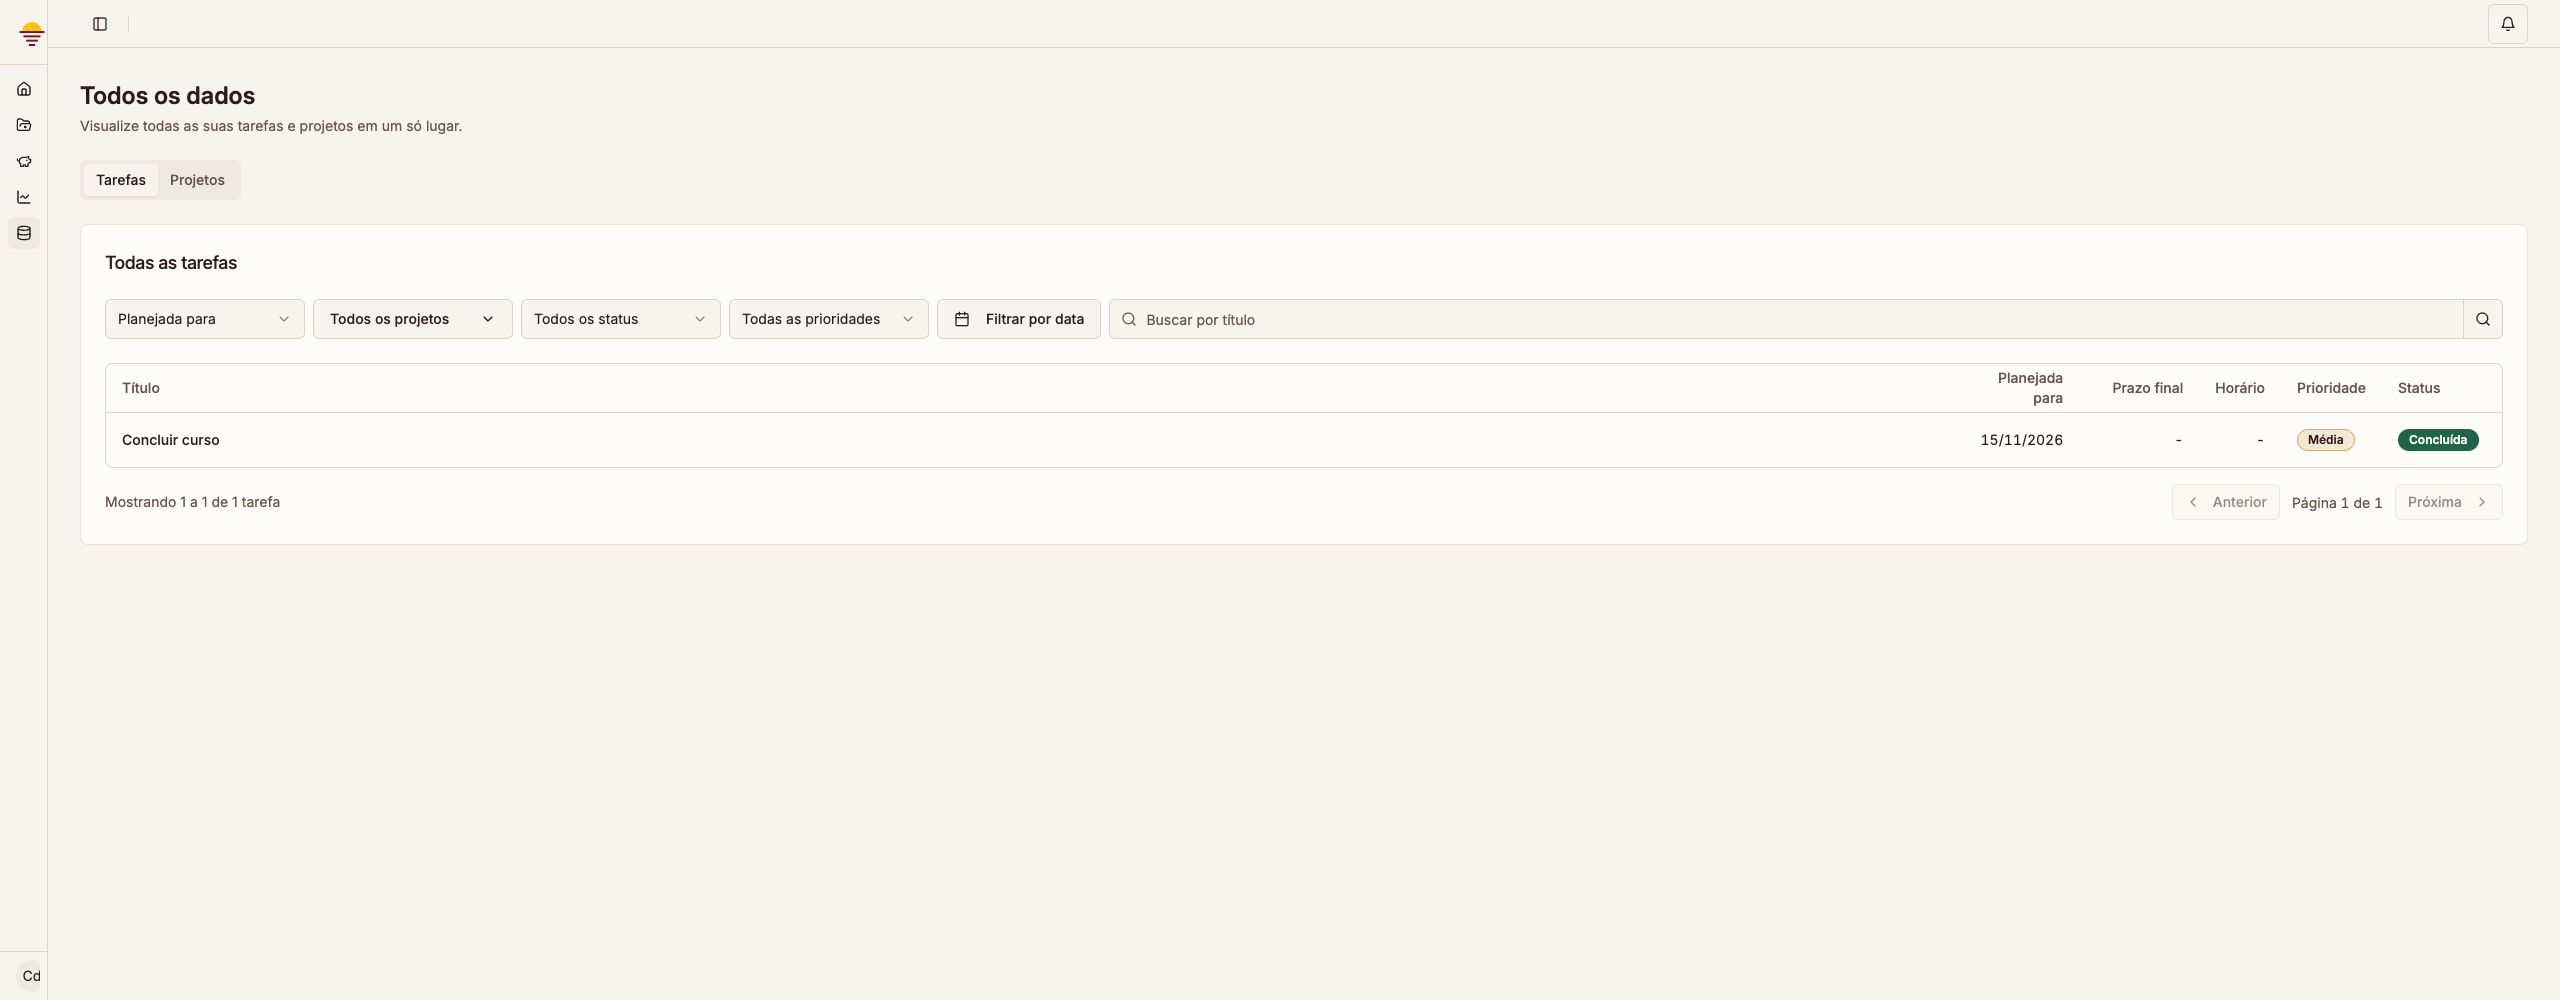 Todos os dados
Visualize todas as suas tarefas e projetos em um só lugar.
Tarefas Projetos
Todas as tarefas
Planejada para Todos os projetos Todos os status Todas as prioridades Filtrar por data Buscar por título
Título Planejada para Prazo final Horário Prioridade Status
Concluir curso 15/11/2026 - - Média Concluída
Mostrando 1 a 1 de 1 tarefa Anterior Página 1 de 1 Próxima
Cd